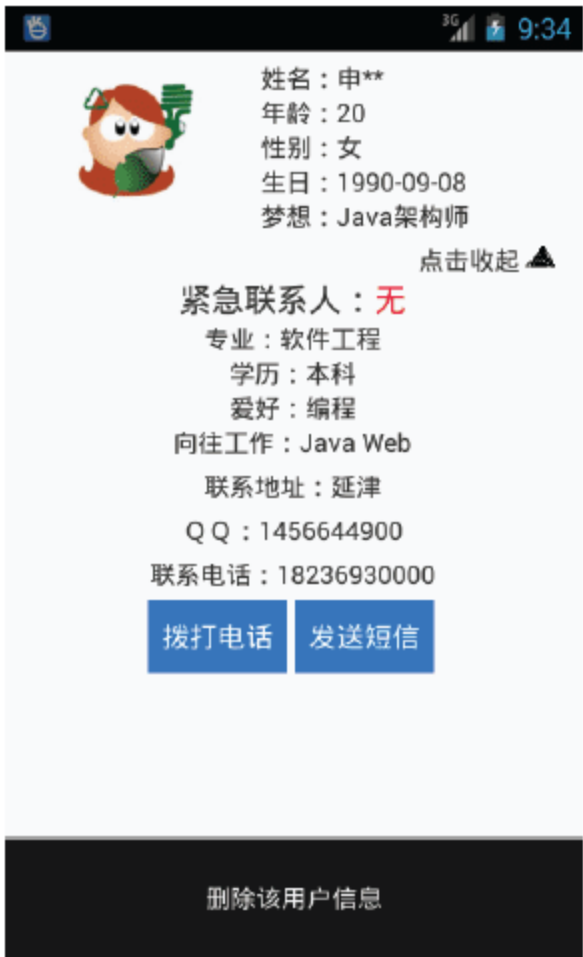 3G 9:34
姓名：申**
年龄：20
性别：女
生日：1990-09-08
梦想：Java架构师
点击收起
紧急联系人：无
专业：软件工程
学历：本科
爱好：编程
向往工作：Java Web
联系地址：延津
Q Q：1456644900
联系电话：18236930000
拨打电话 发送短信
删除该用户信息